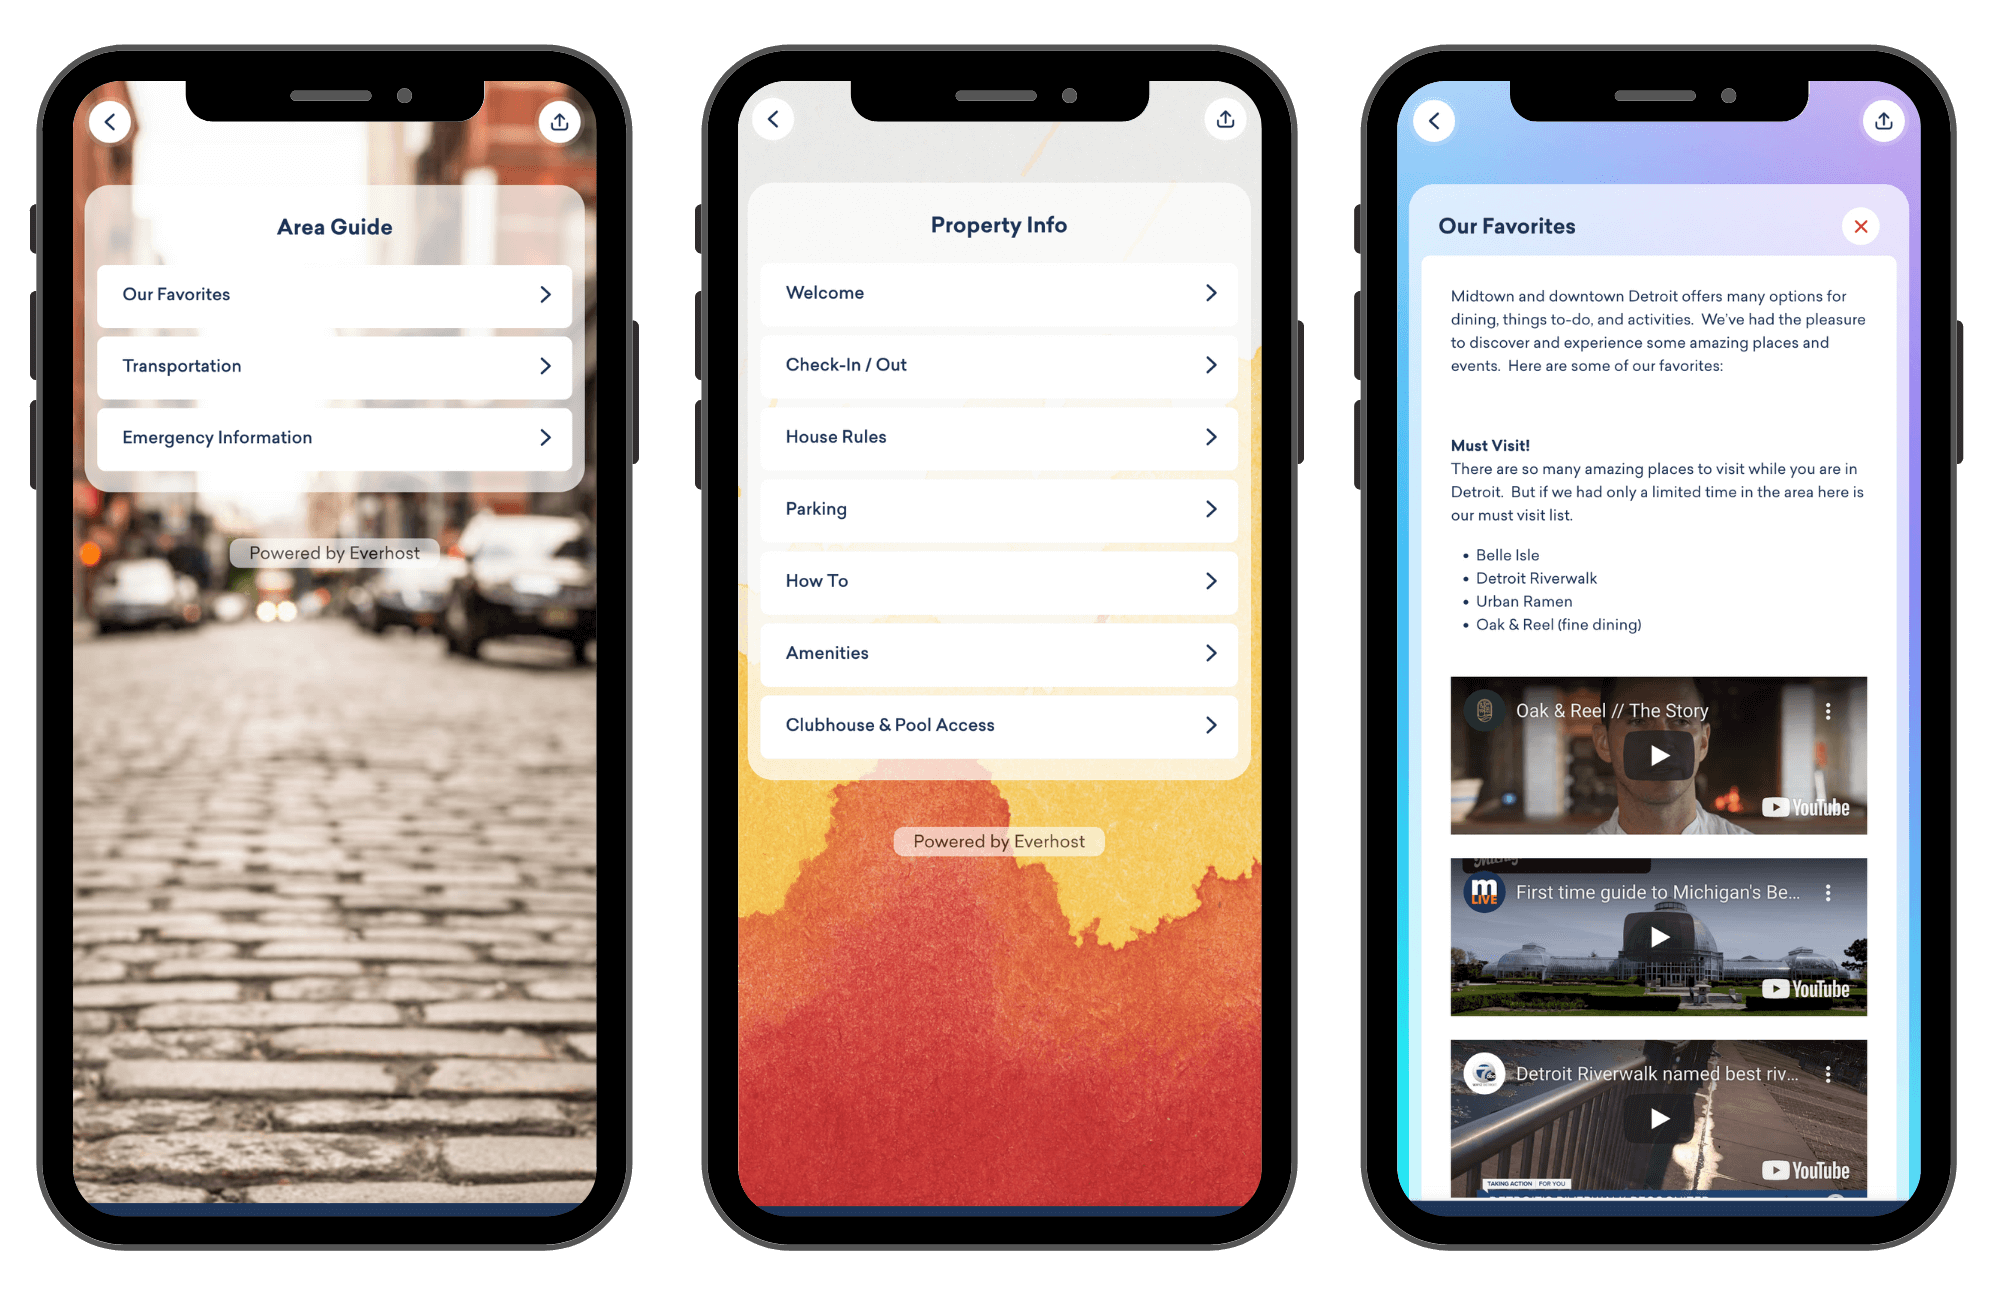 Area Guide
Our Favorites
Transportation
Emergency Information
Powered by Everhost
Property Info
Welcome
Check-In / Out
House Rules
Parking
How To
Amenities
Clubhouse & Pool Access
Powered by Everhost
Our Favorites
Midtown and downtown Detroit offers many options for
dining, things to-do, and activities.  We've had the pleasure
to discover and experience some amazing places and
events.  Here are some of our favorites:
Must Visit!
There are so many amazing places to visit while you are in
Detroit.  But if we had only a limited time in the area here is
our must visit list.
• Belle Isle
• Detroit Riverwalk
• Urban Ramen
• Oak & Reel (fine dining)
Oak & Reel // The Story
YouTube
m
LIVE
First time guide to Michigan's Be...
YouTube
Detroit Riverwalk named best riv...
YouTube
TAKING ACTION FOR YOU